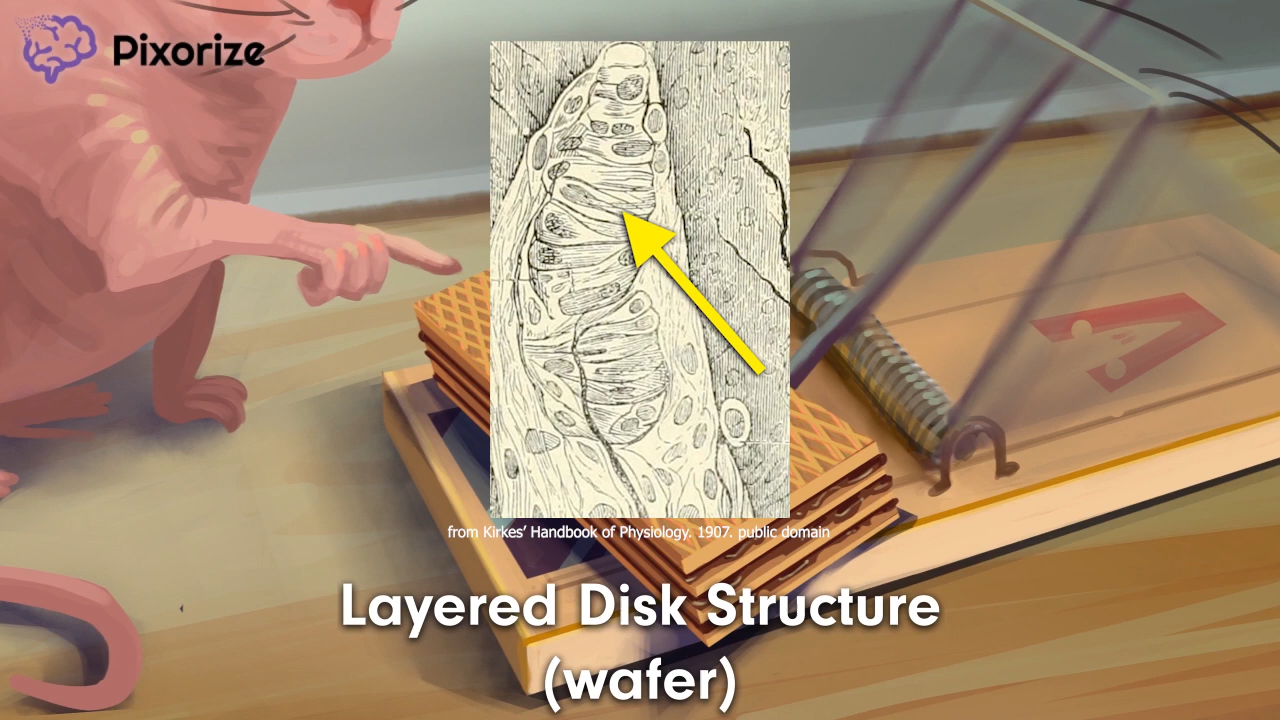 Pixorize
A
from Kirkes’ Handbook of Physiology. 1907. public domain
Layered Disk Structure
(wafer)